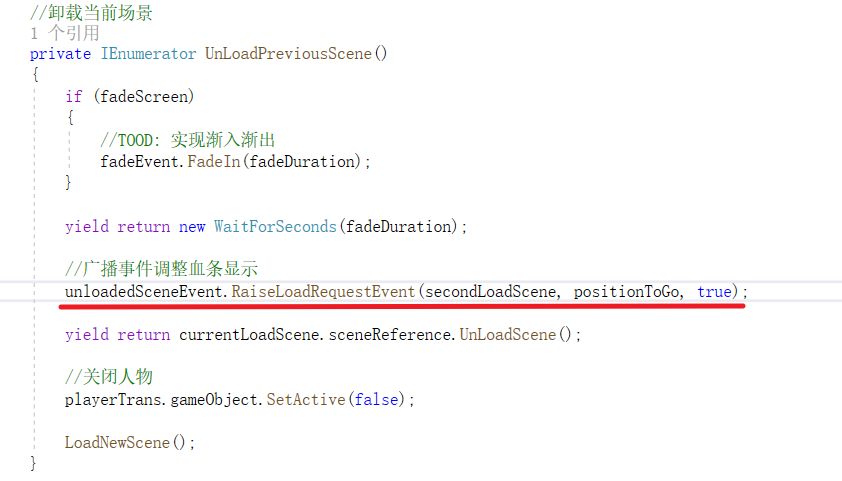 //卸载当前场景
1 个引用
private IEnumerator UnLoadPreviousScene()
{
if (fadeScreen)
{
//TOOD: 实现渐入渐出
fadeEvent.FadeIn(fadeDuration);
}
yield return new WaitForSeconds(fadeDuration);
//广播事件调整血条显示
unloadedSceneEvent.RaiseLoadRequestEvent(secondLoadScene, positionToGo, true);
yield return currentLoadScene.sceneReference.UnLoadScene();
//关闭人物
playerTrans.gameObject.SetActive(false);
LoadNewScene();
}